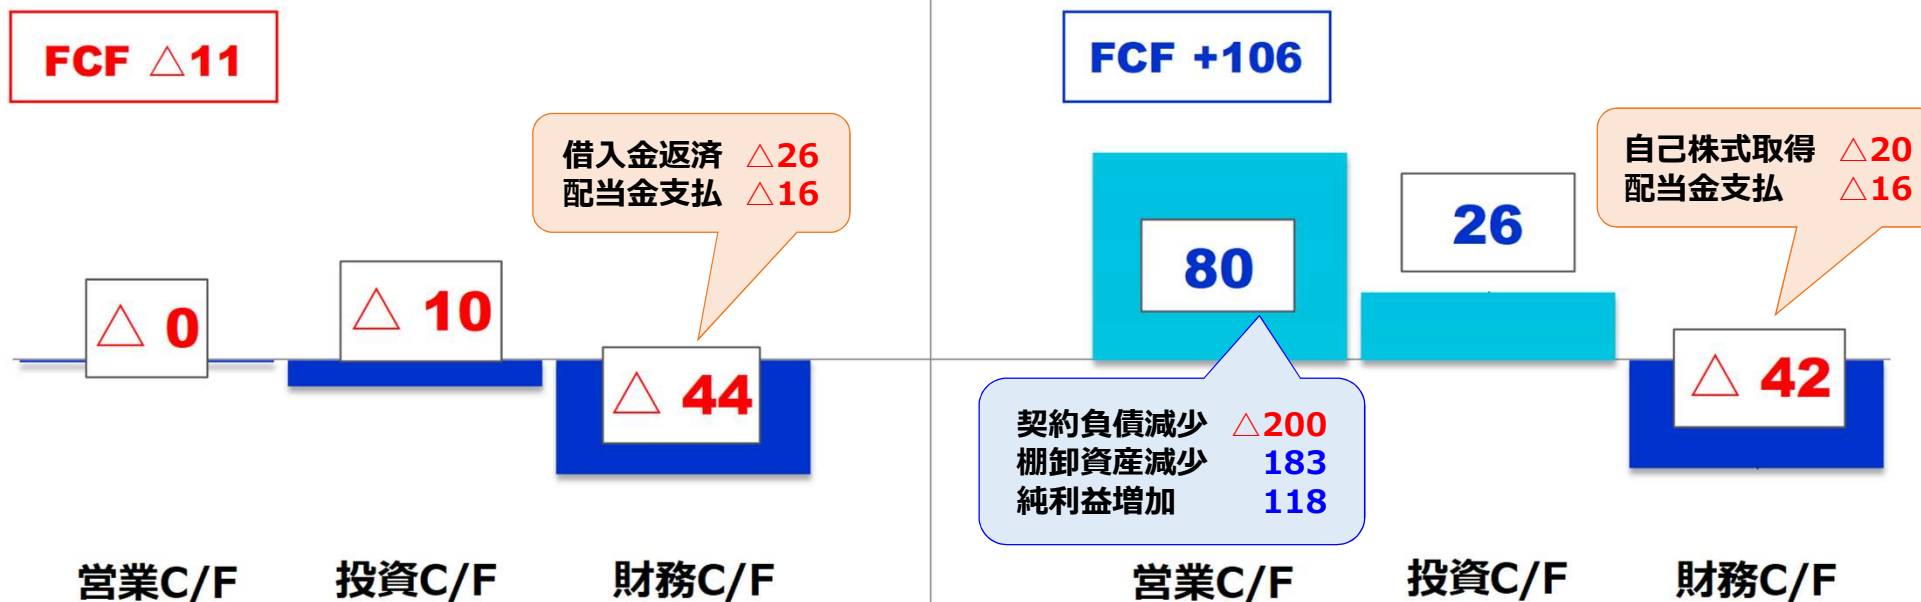 FCF △11
借入金返済 △26
配当金支払 △16
△ 0
△ 10
△ 44
営業C/F
投資C/F
財務C/F
FCF +106
自己株式取得 △20
配当金支払 △16
80
26
△ 42
契約負債減少 △200
棚卸資産減少 183
純利益増加 118
営業C/F
投資C/F
財務C/F